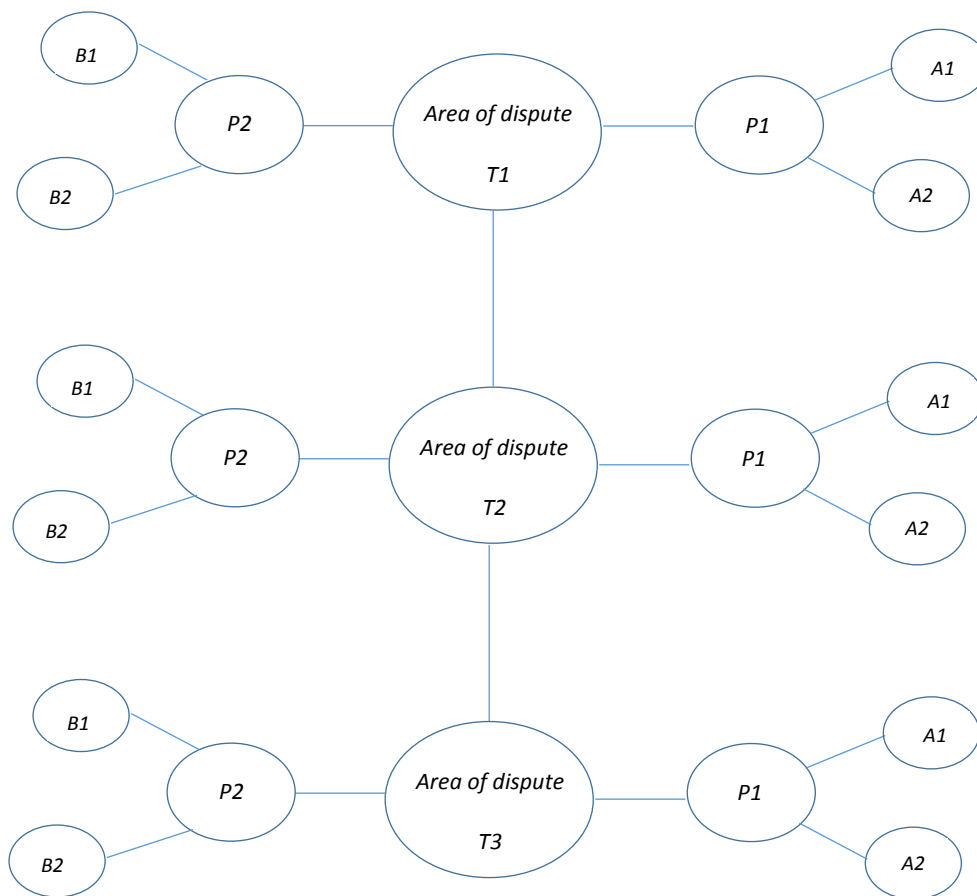 B1
A1
Area of dispute
P2
P1
T1
B2
A2
B1
A1
Area of dispute
P2
P1
T2
B2
A2
B1
A1
Area of dispute
P2
P1
T3
B2
A2